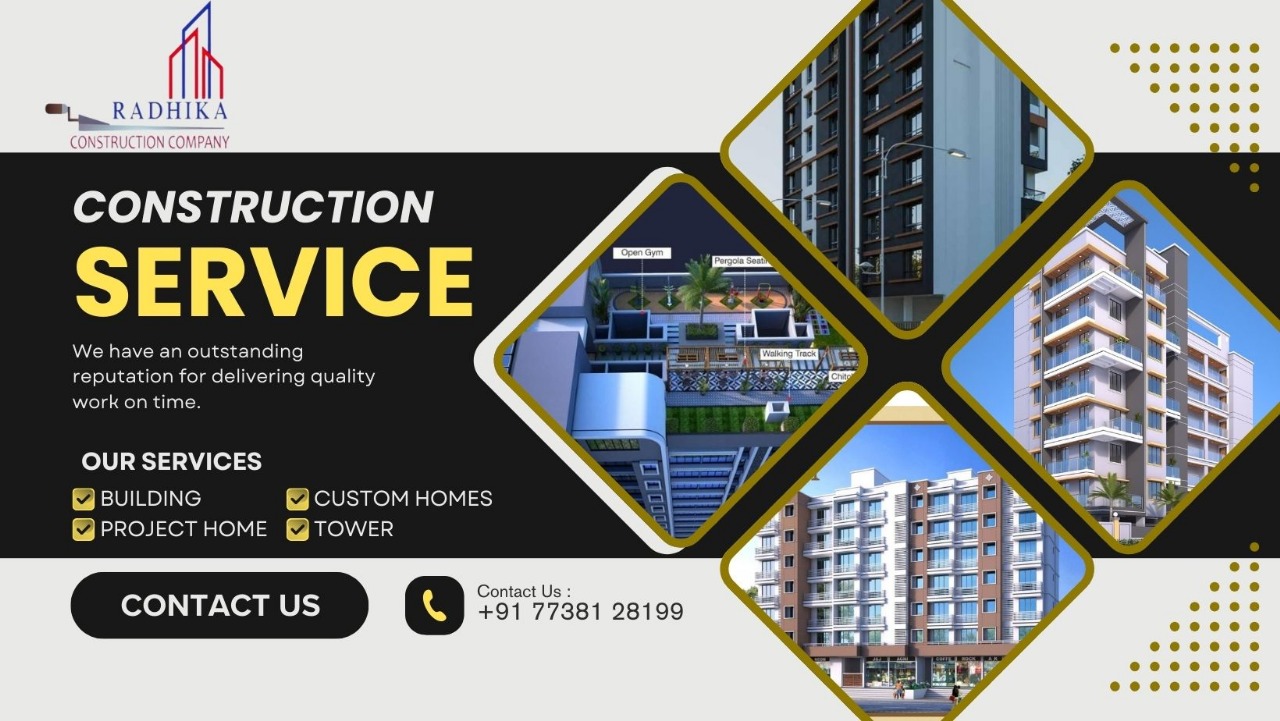 RADHIKA
CONSTRUCTION COMPANY
CONSTRUCTION
SERVICE
We have an outstanding
reputation for delivering quality
work on time.
OUR SERVICES
BUILDING
CUSTOM HOMES
PROJECT HOME
TOWER
CONTACT US
Contact Us :
+91 77381 28199
Open Gym
Pergola
Walking Track